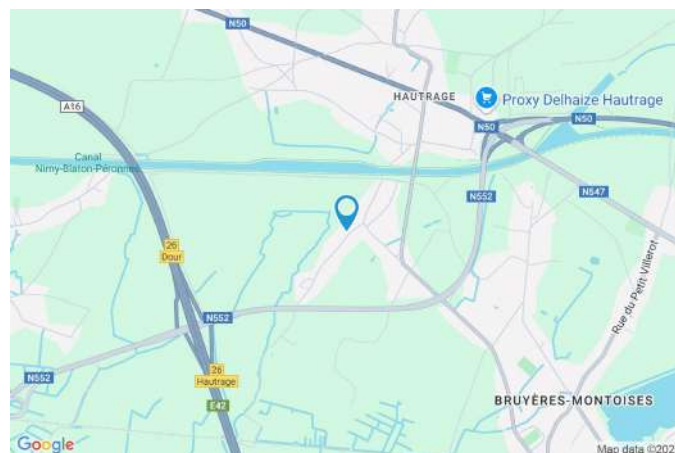 N50
HAUTRAGE
Proxy Delhaize Hautrage
A16
N50
N50
Canal
Nimy-Blaton-Péronnes
N552
N547
26
Dour
Rue du Petit Villerot
N552
N552
26
Hautrage
E42
BRUYÈRES-MONTOISES
Google
Map data ©202